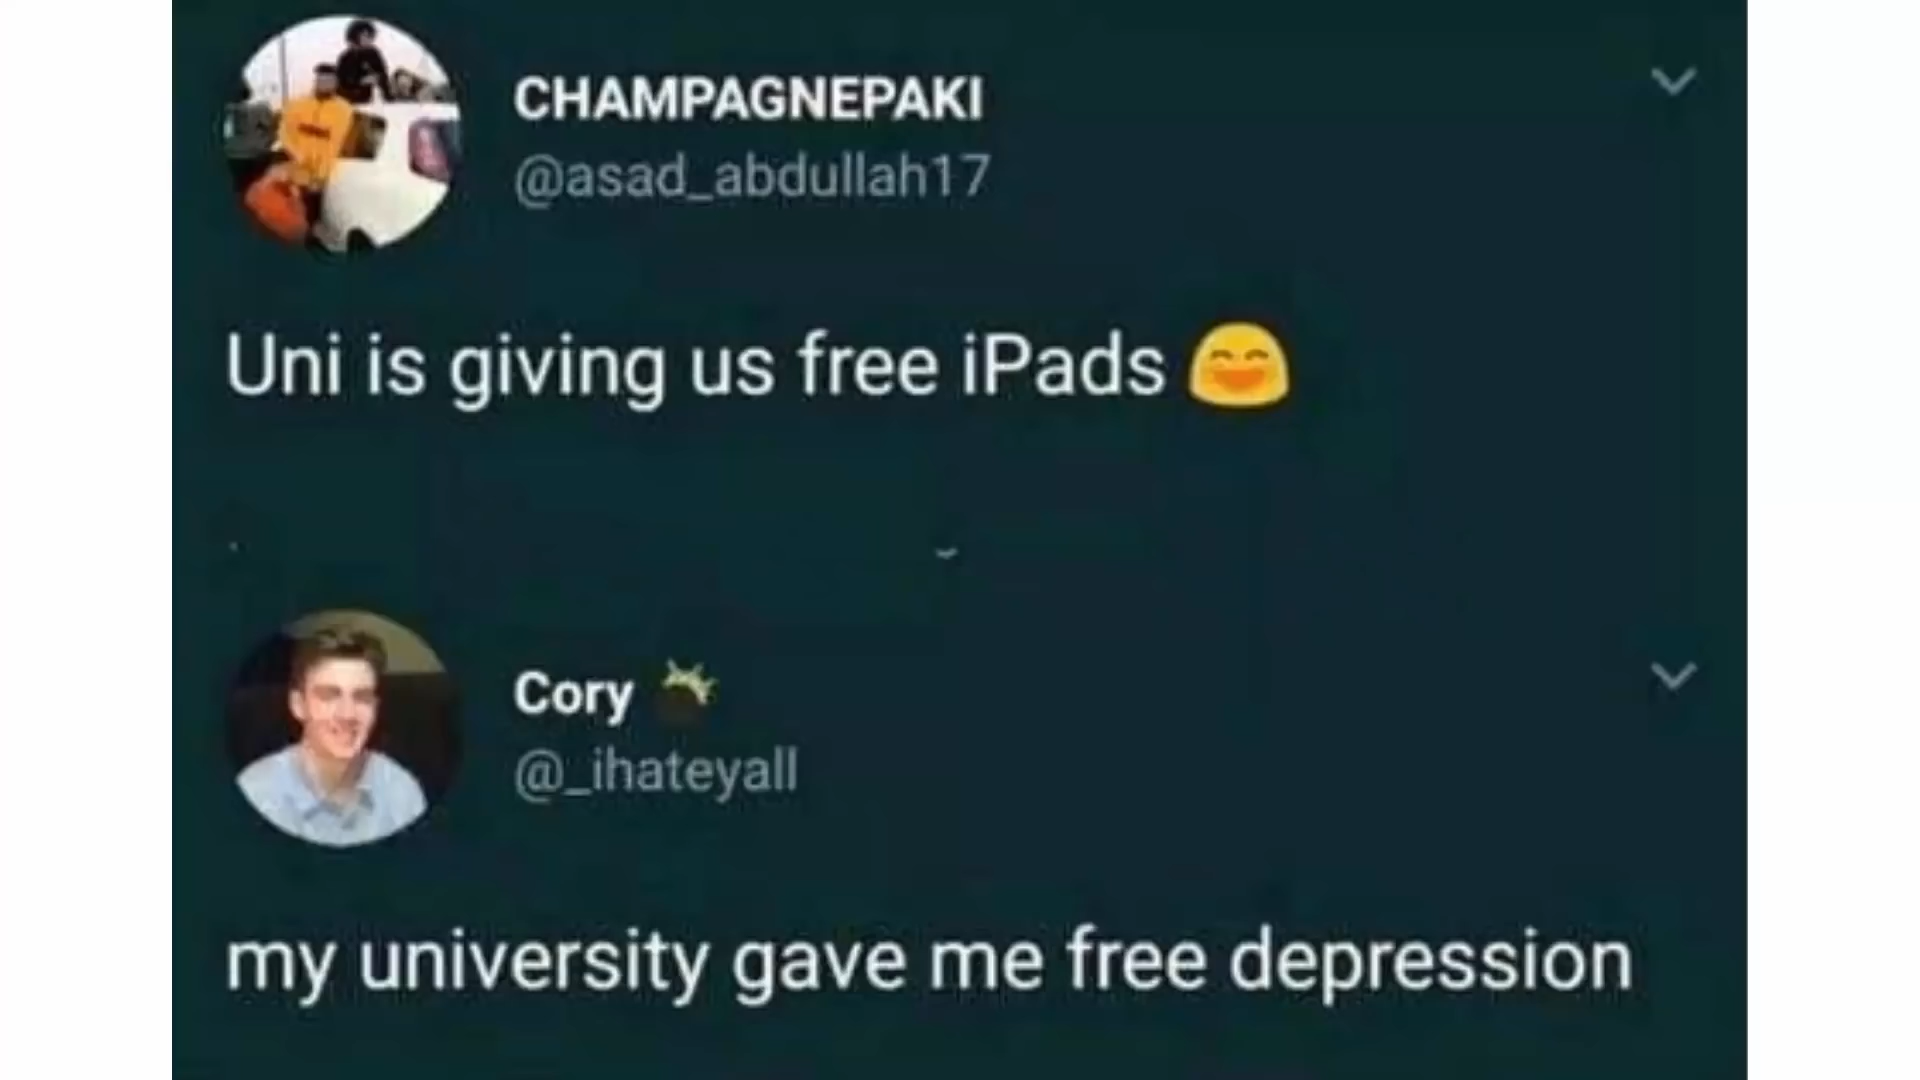 CHAMPAGNEPAKI
@asad_abdullah17
Uni is giving us free iPads 😄
Cory
@_ihateyall
my university gave me free depression